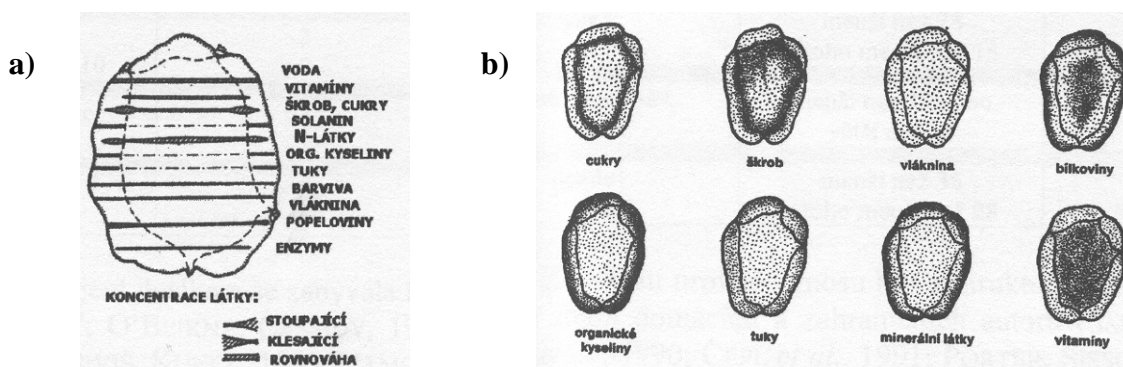 a)
VODA
VITAMÍNY
ŠKROB, CUKRY
SOLANIN
N-LÁTKY
ORG. KYSELINY
TUKY
BARVIVA
VLÁKNINA
POPELOVINY
ENZYMY
KONCENTRACE LÁTKY:
STOUPAJÍCÍ
KLESAJÍCÍ
ROVNOVÁHA
b)
cukry
škrob
vláknina
bílkoviny
organické
kyseliny
tuky
minerální látky
vitamíny